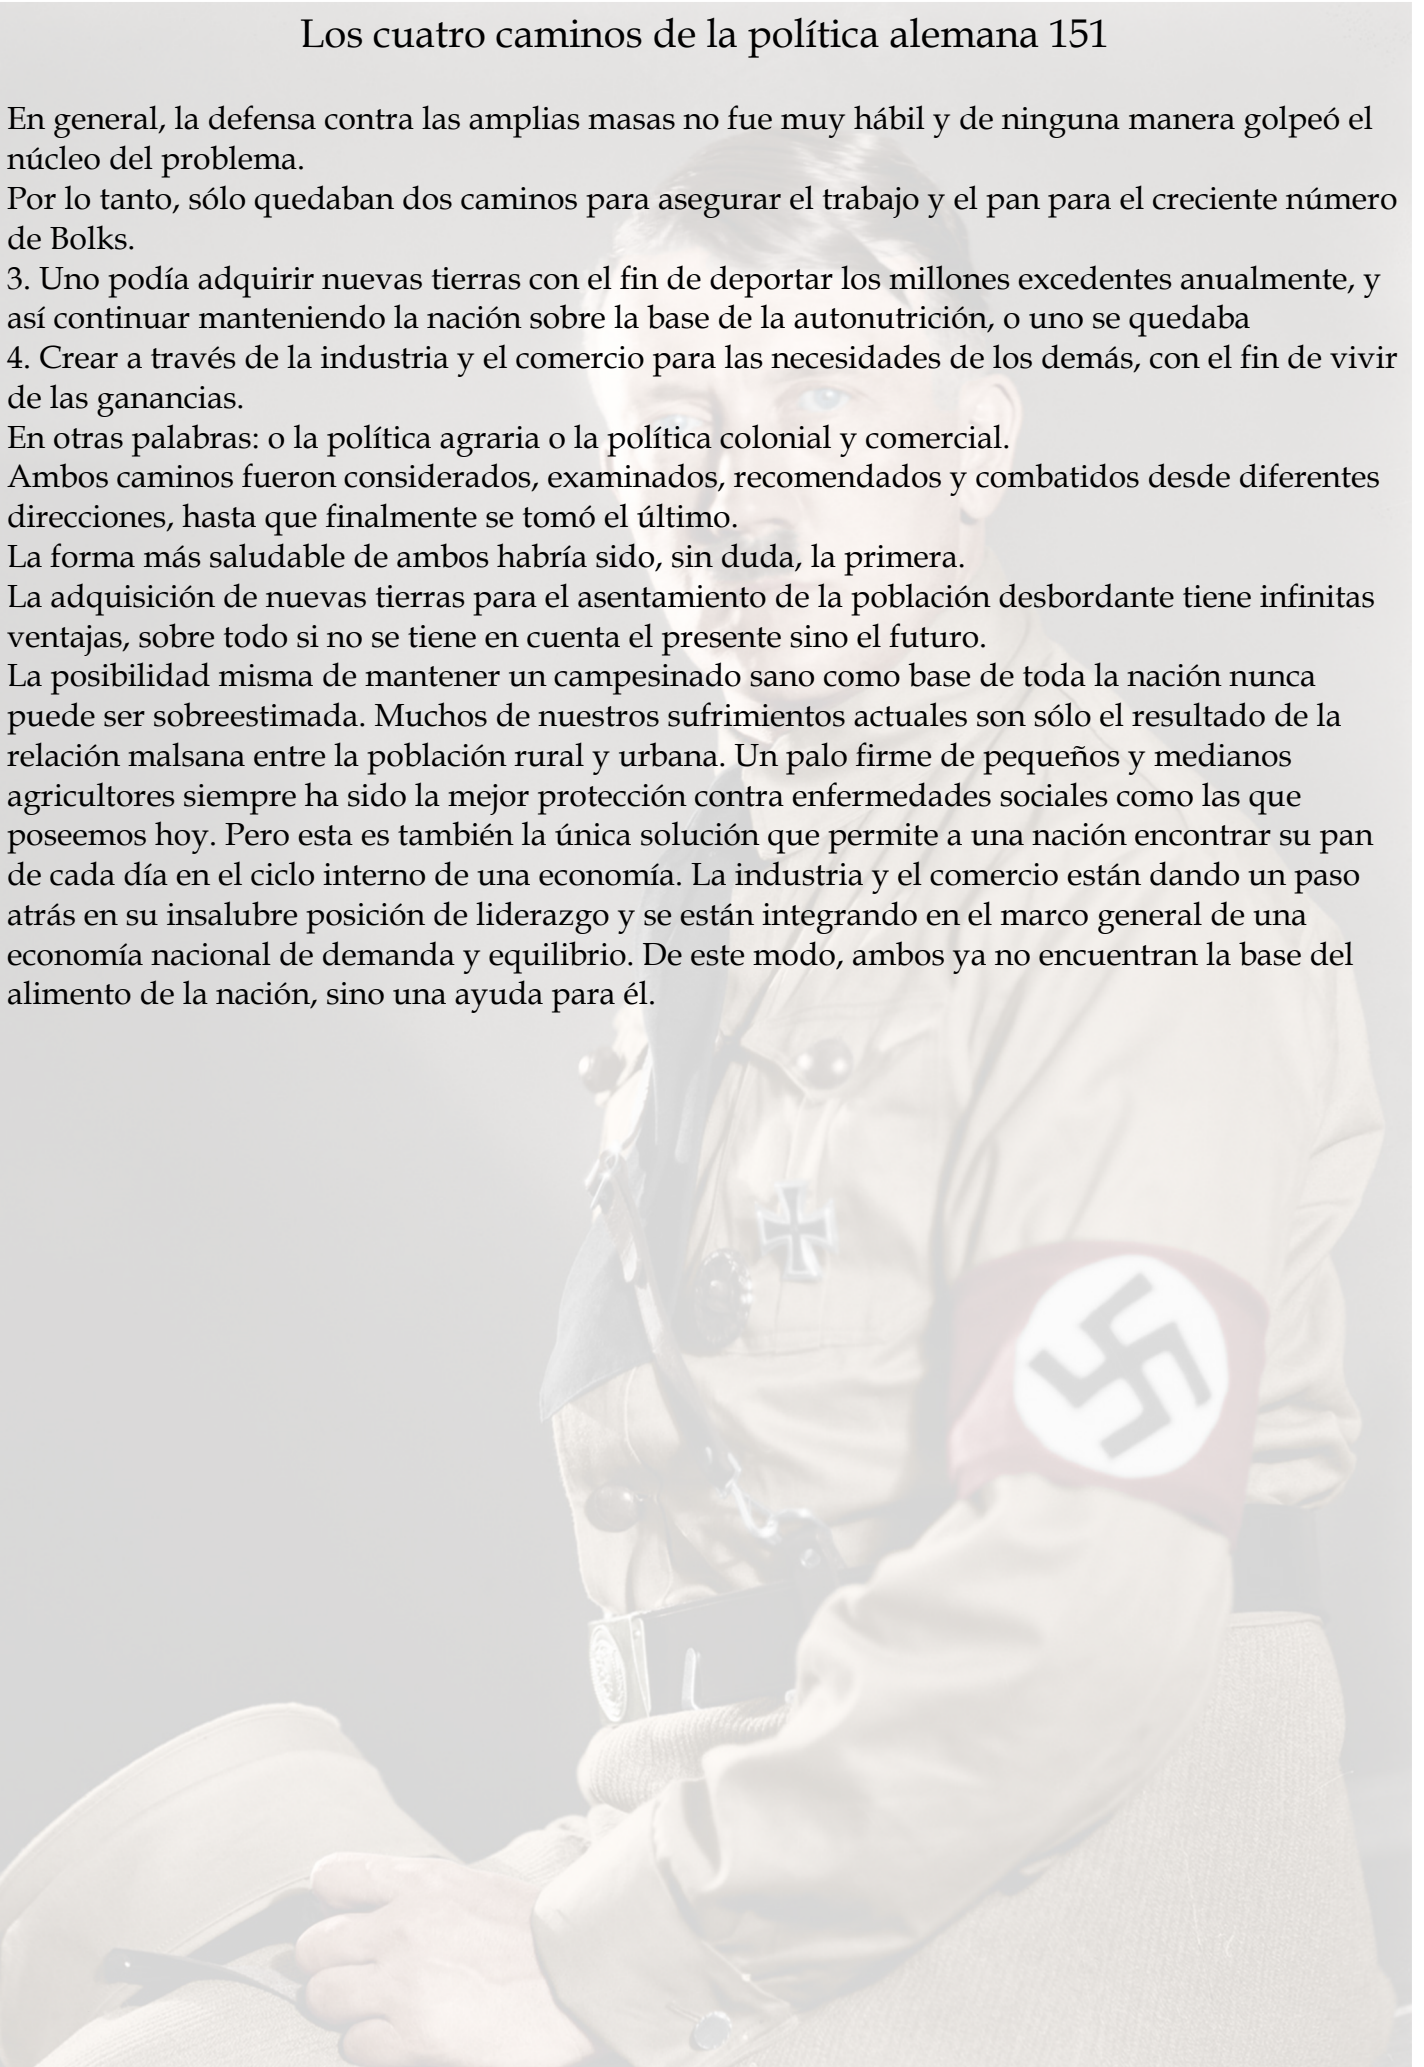 Los cuatro caminos de la política alemana 151
En general, la defensa contra las amplias masas no fue muy hábil y de ninguna manera golpeó el
núcleo del problema.
Por lo tanto, sólo quedaban dos caminos para asegurar el trabajo y el pan para el creciente número
de Bolks.
3. Uno podía adquirir nuevas tierras con el fin de deportar los millones excedentes anualmente, y
así continuar manteniendo la nación sobre la base de la autonutrición, o uno se quedaba
4. Crear a través de la industria y el comercio para las necesidades de los demás, con el fin de vivir
de las ganancias.
En otras palabras: o la política agraria o la política colonial y comercial.
Ambos caminos fueron considerados, examinados, recomendados y combatidos desde diferentes
direcciones, hasta que finalmente se tomó el último.
La forma más saludable de ambos habría sido, sin duda, la primera.
La adquisición de nuevas tierras para el asentamiento de la población desbordante tiene infinitas
ventajas, sobre todo si no se tiene en cuenta el presente sino el futuro.
La posibilidad misma de mantener un campesinado sano como base de toda la nación nunca
puede ser sobreestimada. Muchos de nuestros sufrimientos actuales son sólo el resultado de la
relación malsana entre la población rural y urbana. Un palo firme de pequeños y medianos
agricultores siempre ha sido la mejor protección contra enfermedades sociales como las que
poseemos hoy. Pero esta es también la única solución que permite a una nación encontrar su pan
de cada día en el ciclo interno de una economía. La industria y el comercio están dando un paso
atrás en su insalubre posición de liderazgo y se están integrando en el marco general de una
economía nacional de demanda y equilibrio. De este modo, ambos ya no encuentran la base del
alimento de la nación, sino una ayuda para él.